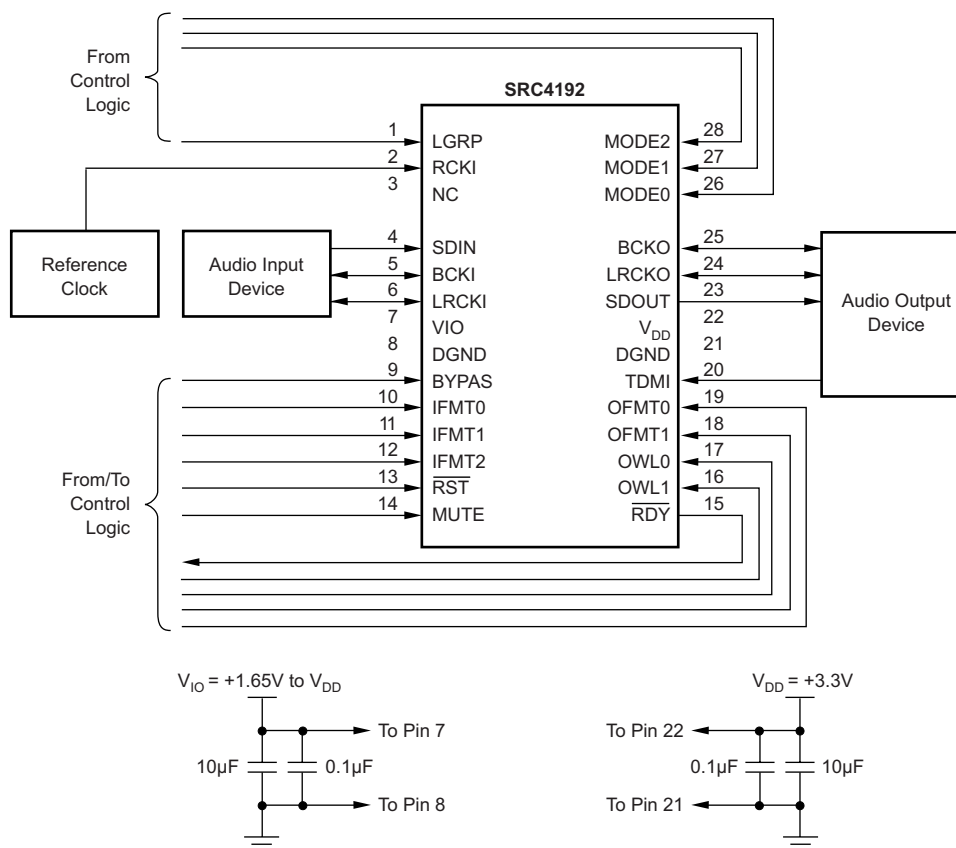 From
Control
Logic
SRC4192
1 LGRP MODE2 28
2 RCKI MODE1 27
3 NC MODE0 26
Reference
Clock
Audio Input
Device
4 SDIN BCKO 25
5 BCKI LRCKO 24
6 LRCKI SDOUT 23
7 VIO VDD 22
8 DGND DGND 21
9 BYPAS TDMI 20
10 IFMT0 OFMT0 19
11 IFMT1 OFMT1 18
12 IFMT2 OWL0 17
13 RST OWL1 16
14 MUTE RDY 15
Audio Output
Device
From/To
Control
Logic
VIO = +1.65V to VDD
To Pin 7
10µF 0.1µF
To Pin 8
VDD = +3.3V
To Pin 22
0.1µF 10µF
To Pin 21